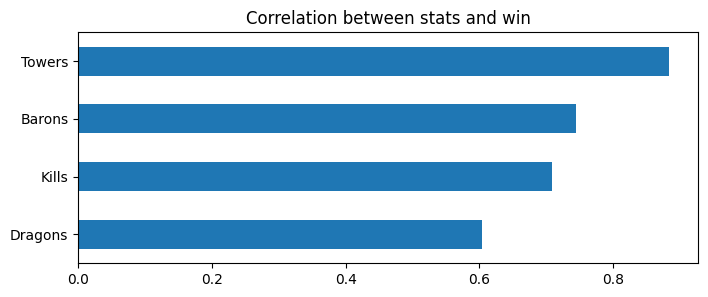 Correlation between stats and win
Towers
Barons
Kills
Dragons
0.0 0.2 0.4 0.6 0.8